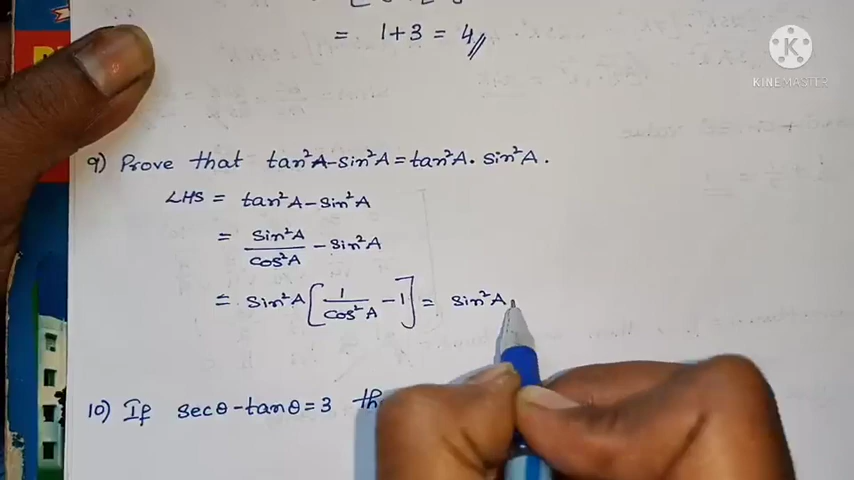 = 1+3 = 4//
K
KINEMASTER
9) Prove that tan²A-sin²A=tan²A. sin²A.
LHS = tan²A-sin²A
= sin²A/cos²A - sin²A
= sin²A[1/cos²A -1] = sin²A
10) If secθ-tanθ=3